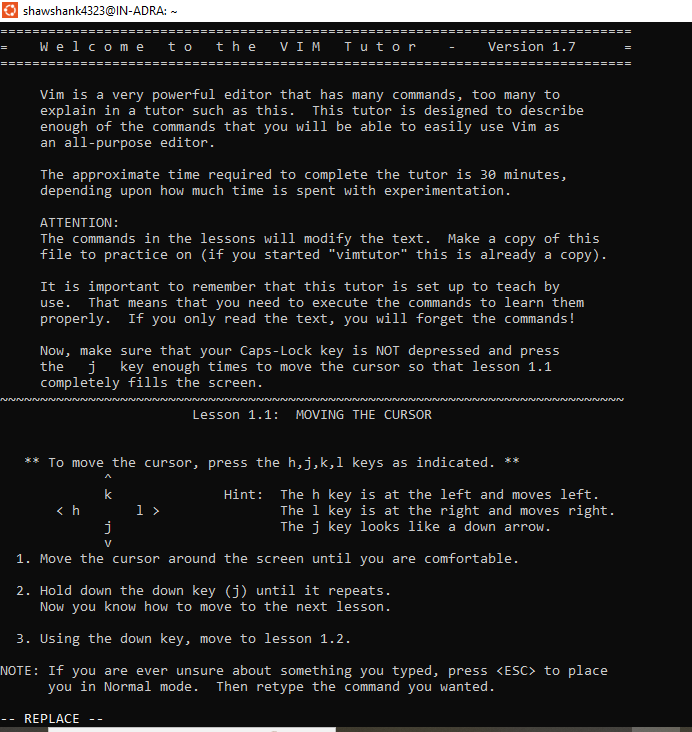 shawshank4323@IN-ADRA: ~
===============================================================================
=    W e l c o m e   t o   t h e   V I M   T u t o r    -    Version 1.7      =
===============================================================================

     Vim is a very powerful editor that has many commands, too many to
     explain in a tutor such as this.  This tutor is designed to describe
     enough of the commands that you will be able to easily use Vim as
     an all-purpose editor.

     The approximate time required to complete the tutor is 30 minutes,
     depending upon how much time is spent with experimentation.

     ATTENTION:
     The commands in the lessons will modify the text.  Make a copy of this
     file to practice on (if you started "vimtutor" this is already a copy).

     It is important to remember that this tutor is set up to teach by
     use.  That means that you need to execute the commands to learn them
     properly.  If you only read the text, you will forget the commands!

     Now, make sure that your Caps-Lock key is NOT depressed and press
     the   j   key enough times to move the cursor so that lesson 1.1
     completely fills the screen.
~~~~~~~~~~~~~~~~~~~~~~~~~~~~~~~~~~~~~~~~~~~~~~~~~~~~~~~~~~~~~~~~~~~~~~~~~~~~~~
                        Lesson 1.1:  MOVING THE CURSOR


   ** To move the cursor, press the h,j,k,l keys as indicated. **
             ^
             k              Hint:  The h key is at the left and moves left.
       < h       l >               The l key is at the right and moves right.
             j                     The j key looks like a down arrow.
             v
  1. Move the cursor around the screen until you are comfortable.

  2. Hold down the down key (j) until it repeats.
     Now you know how to move to the next lesson.

  3. Using the down key, move to lesson 1.2.

NOTE: If you are ever unsure about something you typed, press <ESC> to place
      you in Normal mode.  Then retype the command you wanted.

-- REPLACE --